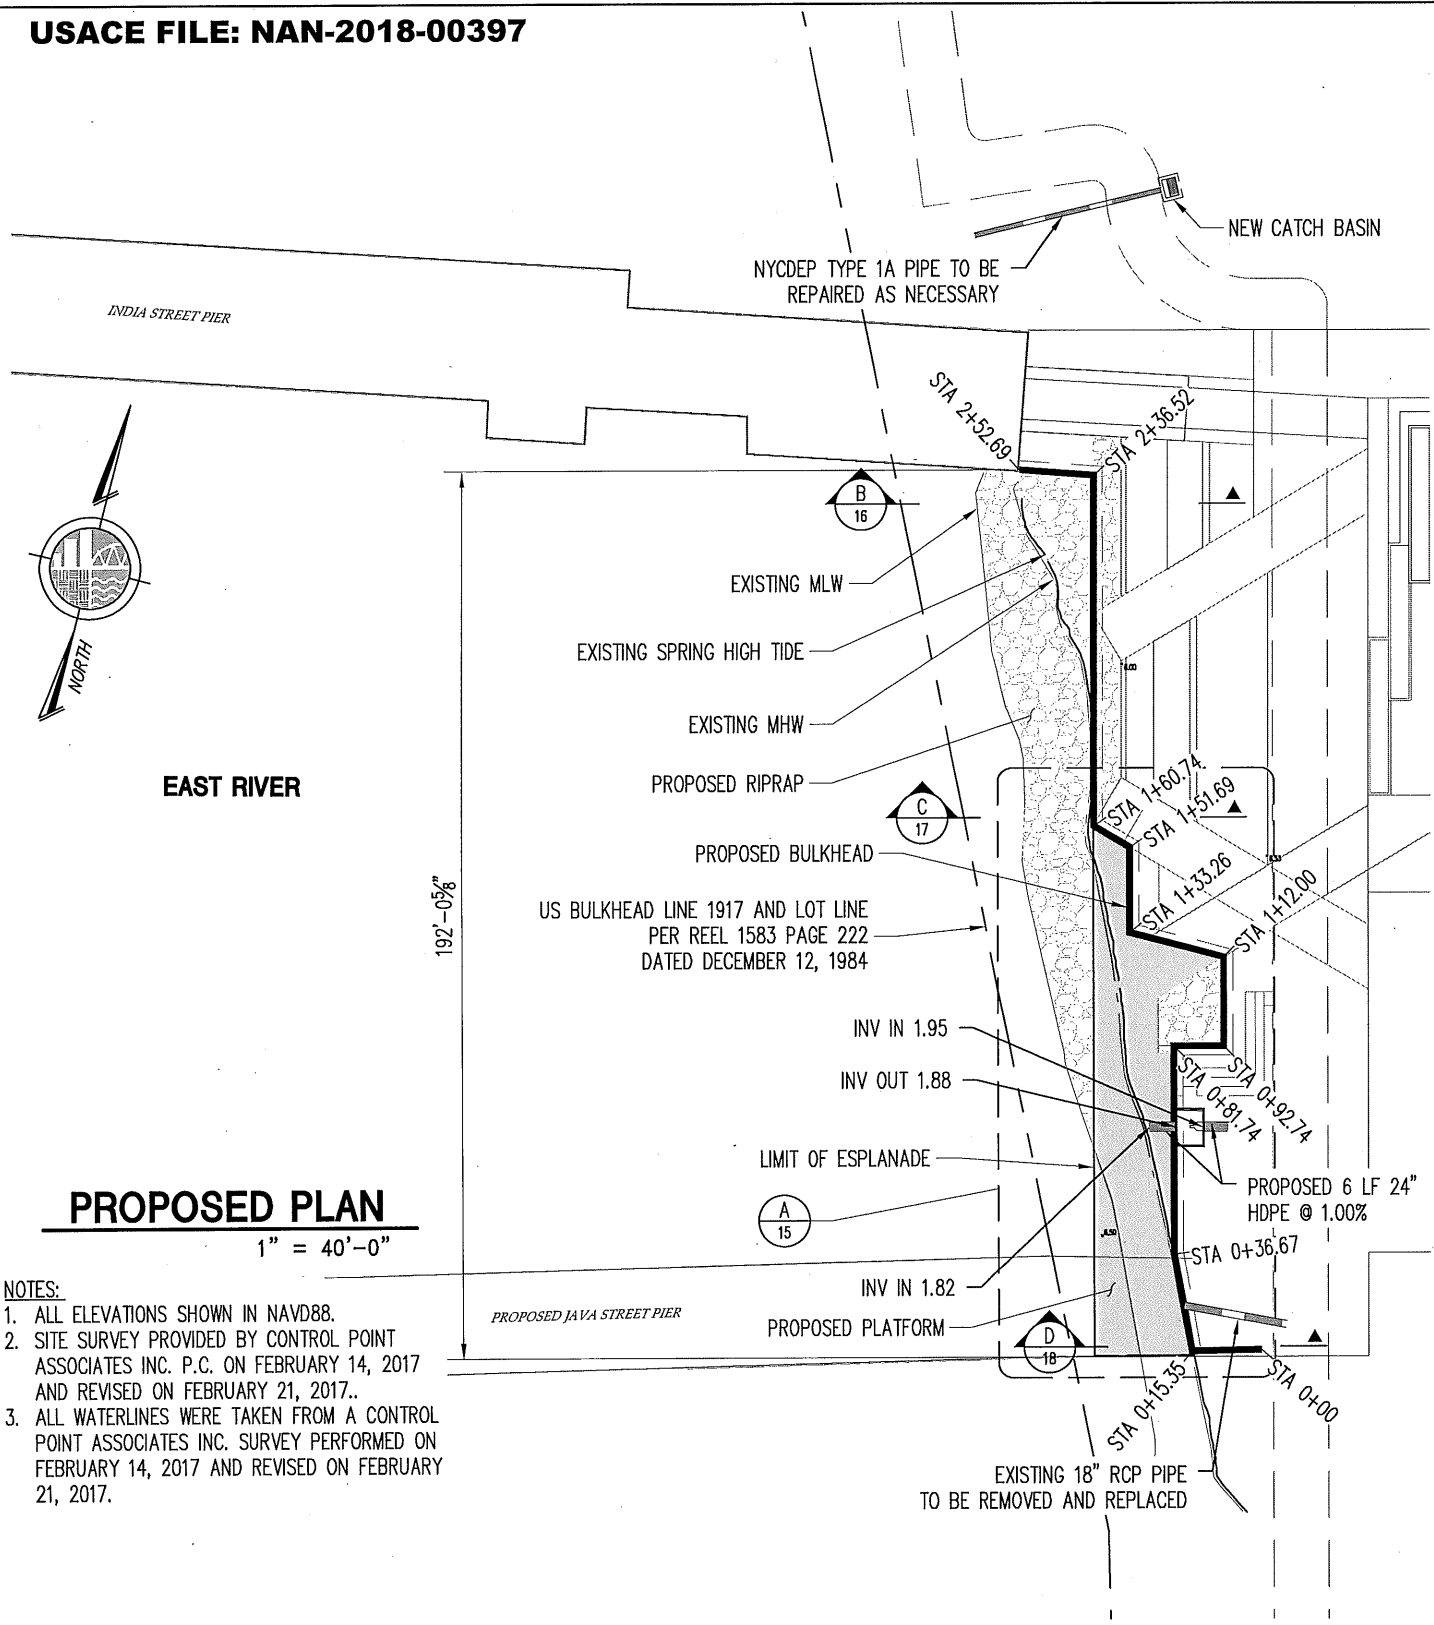 USACE FILE: NAN-2018-00397
NEW CATCH BASIN
NYCDEP TYPE 1A PIPE TO BE
REPAIRED AS NECESSARY
INDIA STREET PIER
STA 2+52.69
STA 2+36.52
B
16
EXISTING MLW
EXISTING SPRING HIGH TIDE
NORTH
EXISTING MHW
EAST RIVER
PROPOSED RIPRAP
STA 1+60.74
STA 1+51.69
C
17
PROPOSED BULKHEAD
STA 1+33.26
STA 1+12.00
192'-0⅝"
US BULKHEAD LINE 1917 AND LOT LINE
PER REEL 1583 PAGE 222
DATED DECEMBER 12, 1984
INV IN 1.95
INV OUT 1.88
STA 0+81.74
STA 0+92.74
LIMIT OF ESPLANADE
PROPOSED 6 LF 24"
HDPE @ 1.00%
A
15
PROPOSED PLAN
1" = 40'-0"
STA 0+36.67
INV IN 1.82
PROPOSED JAVA STREET PIER
PROPOSED PLATFORM
D
18
STA 0+15.35
STA 0+00
EXISTING 18" RCP PIPE
TO BE REMOVED AND REPLACED
NOTES:
1. ALL ELEVATIONS SHOWN IN NAVD88.
2. SITE SURVEY PROVIDED BY CONTROL POINT
ASSOCIATES INC. P.C. ON FEBRUARY 14, 2017
AND REVISED ON FEBRUARY 21, 2017..
3. ALL WATERLINES WERE TAKEN FROM A CONTROL
POINT ASSOCIATES INC. SURVEY PERFORMED ON
FEBRUARY 14, 2017 AND REVISED ON FEBRUARY
21, 2017.